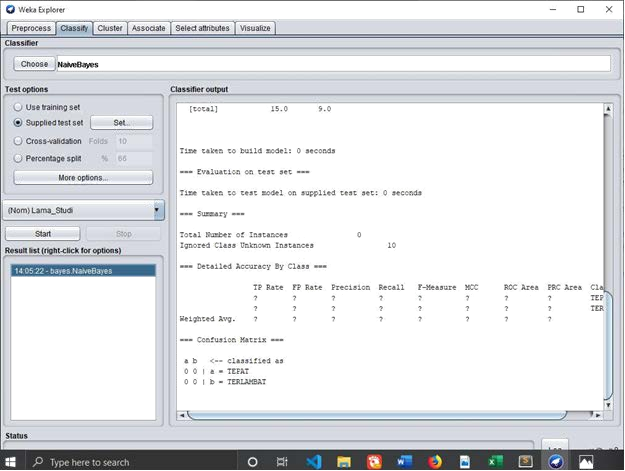 Weka Explorer
Preprocess Classify Cluster Associate Select attributes Visualize
Classifier
Choose NaiveBayes
Test options
Use training set
Supplied test set Set...
Cross-validation Folds 10
Percentage split % 66
More options...
(Nom) Lama_Studi
Start Stop
Result list (right-click for options)
14:05:22 - bayes.NaiveBayes
Classifier output
[total] 15.0 9.0
Time taken to build model: 0 seconds
=== Evaluation on test set ===
Time taken to test model on supplied test set: 0 seconds
=== Summary ===
Total Number of Instances 0
Ignored Class Unknown Instances 10
=== Detailed Accuracy By Class ===
TP Rate FP Rate Precision Recall F-Measure MCC ROC Area PRC Area Cla
? ? ? ? ? ? ? ? TEP
? ? ? ? ? ? ? ? TER
Weighted Avg. ? ? ? ? ? ? ? ?
=== Confusion Matrix ===
a b <-- classified as
0 0 | a = TEPAT
0 0 | b = TERLAMBAT
Status
Log
Type here to search